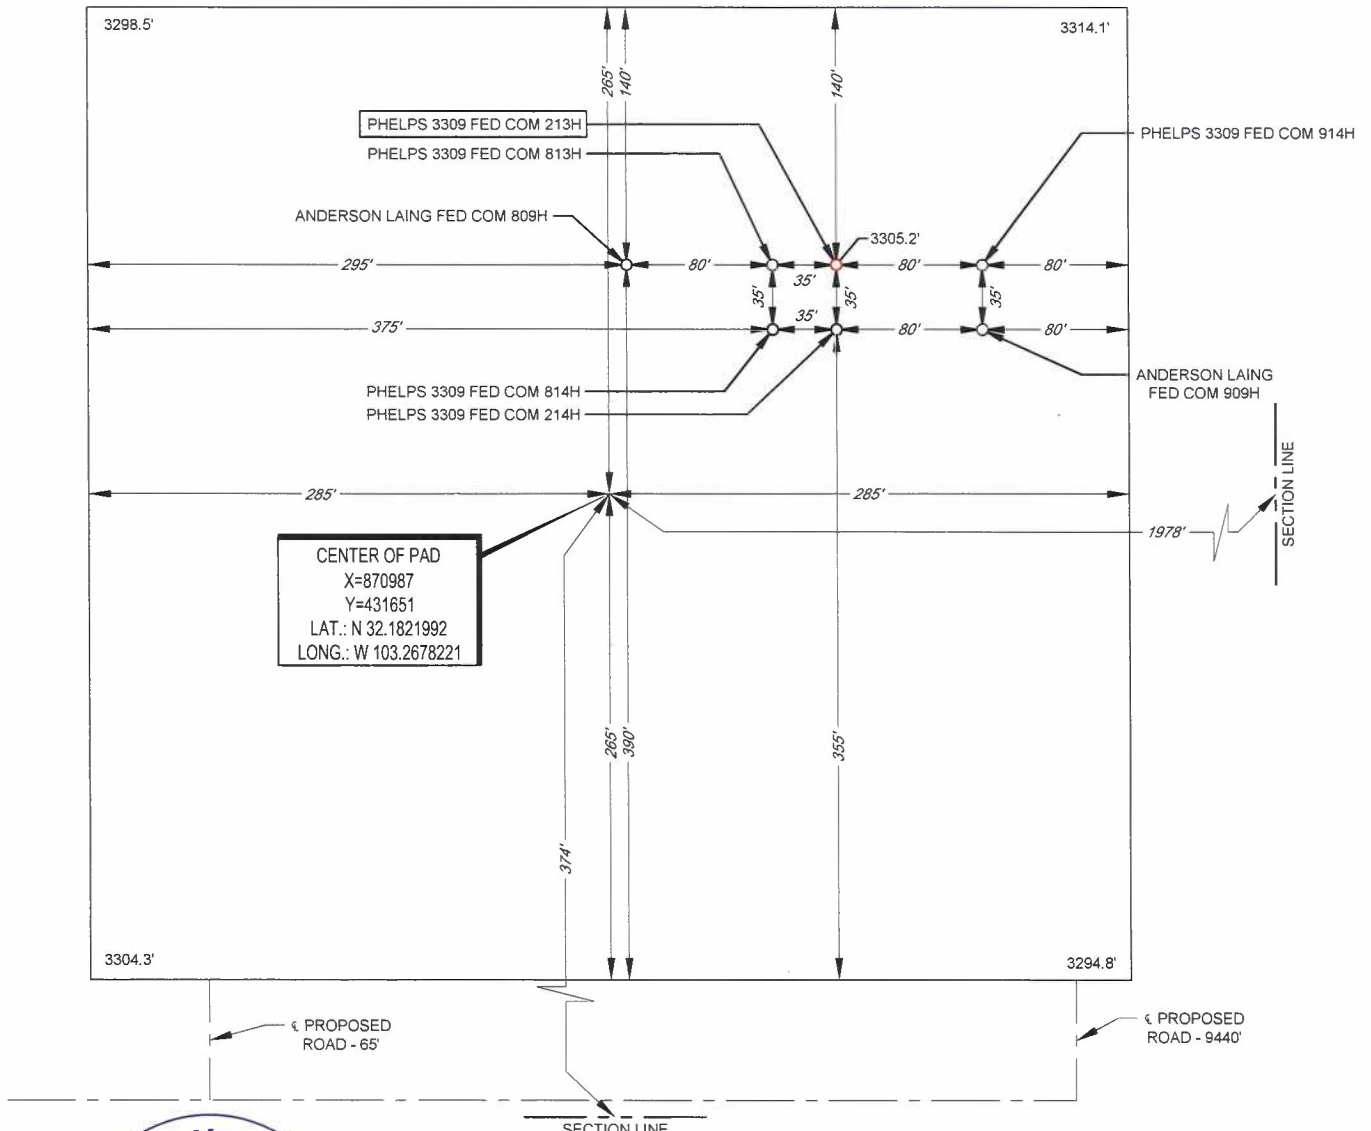 3298.5'
3314.1'
265'
140'
140'
PHELPS 3309 FED COM 213H
PHELPS 3309 FED COM 914H
PHELPS 3309 FED COM 813H
ANDERSON LAING FED COM 809H
3305.2'
295'
80'
35'
80'
80'
35'
35'
35'
375'
35'
80'
80'
PHELPS 3309 FED COM 814H
PHELPS 3309 FED COM 214H
ANDERSON LAING
FED COM 909H
SECTION LINE
285'
285'
1978'
CENTER OF PAD
X=870987
Y=431651
LAT.: N 32.1821992
LONG.: W 103.2678221
265'
390'
355'
374'
3304.3'
3294.8'
℄ PROPOSED
ROAD - 65'
℄ PROPOSED
ROAD - 9440'
SECTION LINE